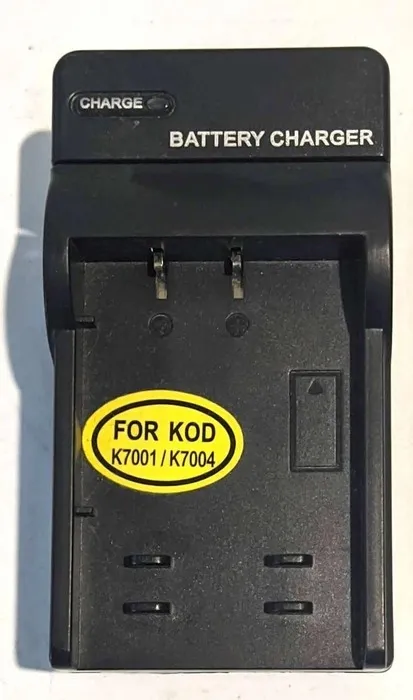 CHARGE
BATTERY CHARGER
FOR KOD
K7001 / K7004